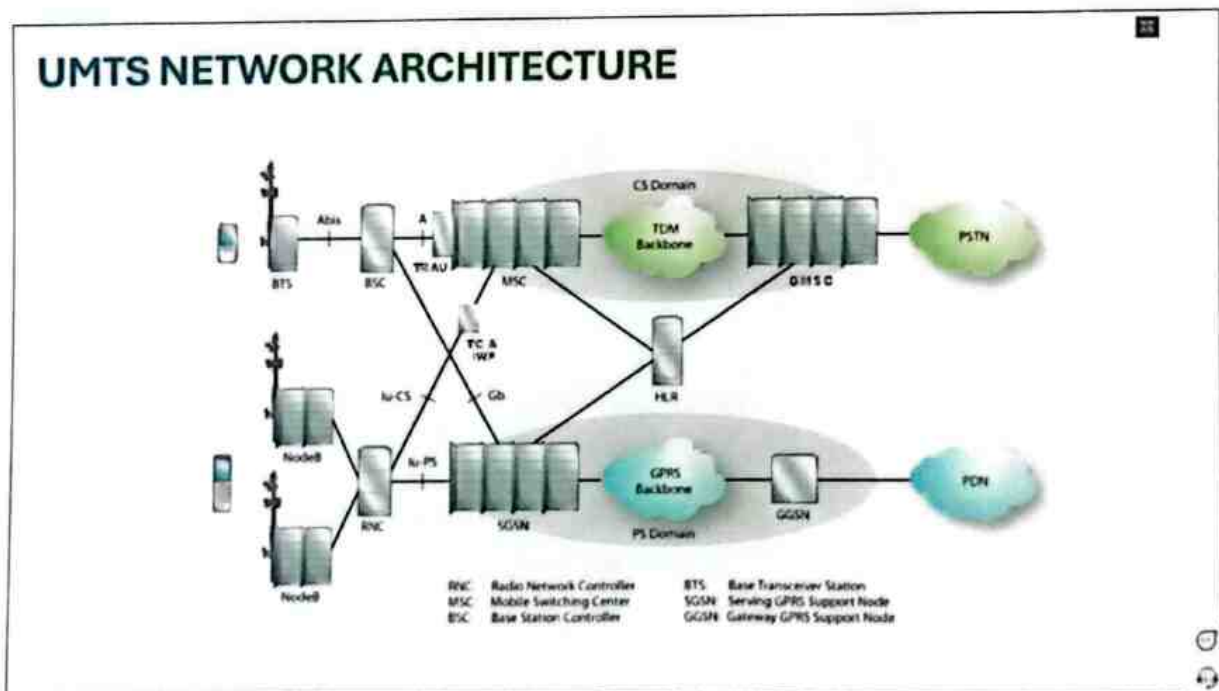 UMTS NETWORK ARCHITECTURE
CS Domain
Abis
A
TDM
Backbone
PSTN
TRAU
BTS
BSC
MSC
GMSC
TC &
IWF
HLR
Iu-CS
Gb
NodeB
Iu-PS
GPRS
Backbone
PDN
RNC
SGSN
GGSN
PS Domain
NodeB
RNC Radio Network Controller
MSC Mobile Switching Center
BSC Base Station Controller
BTS Base Transceiver Station
SGSN Serving GPRS Support Node
GGSN Gateway GPRS Support Node